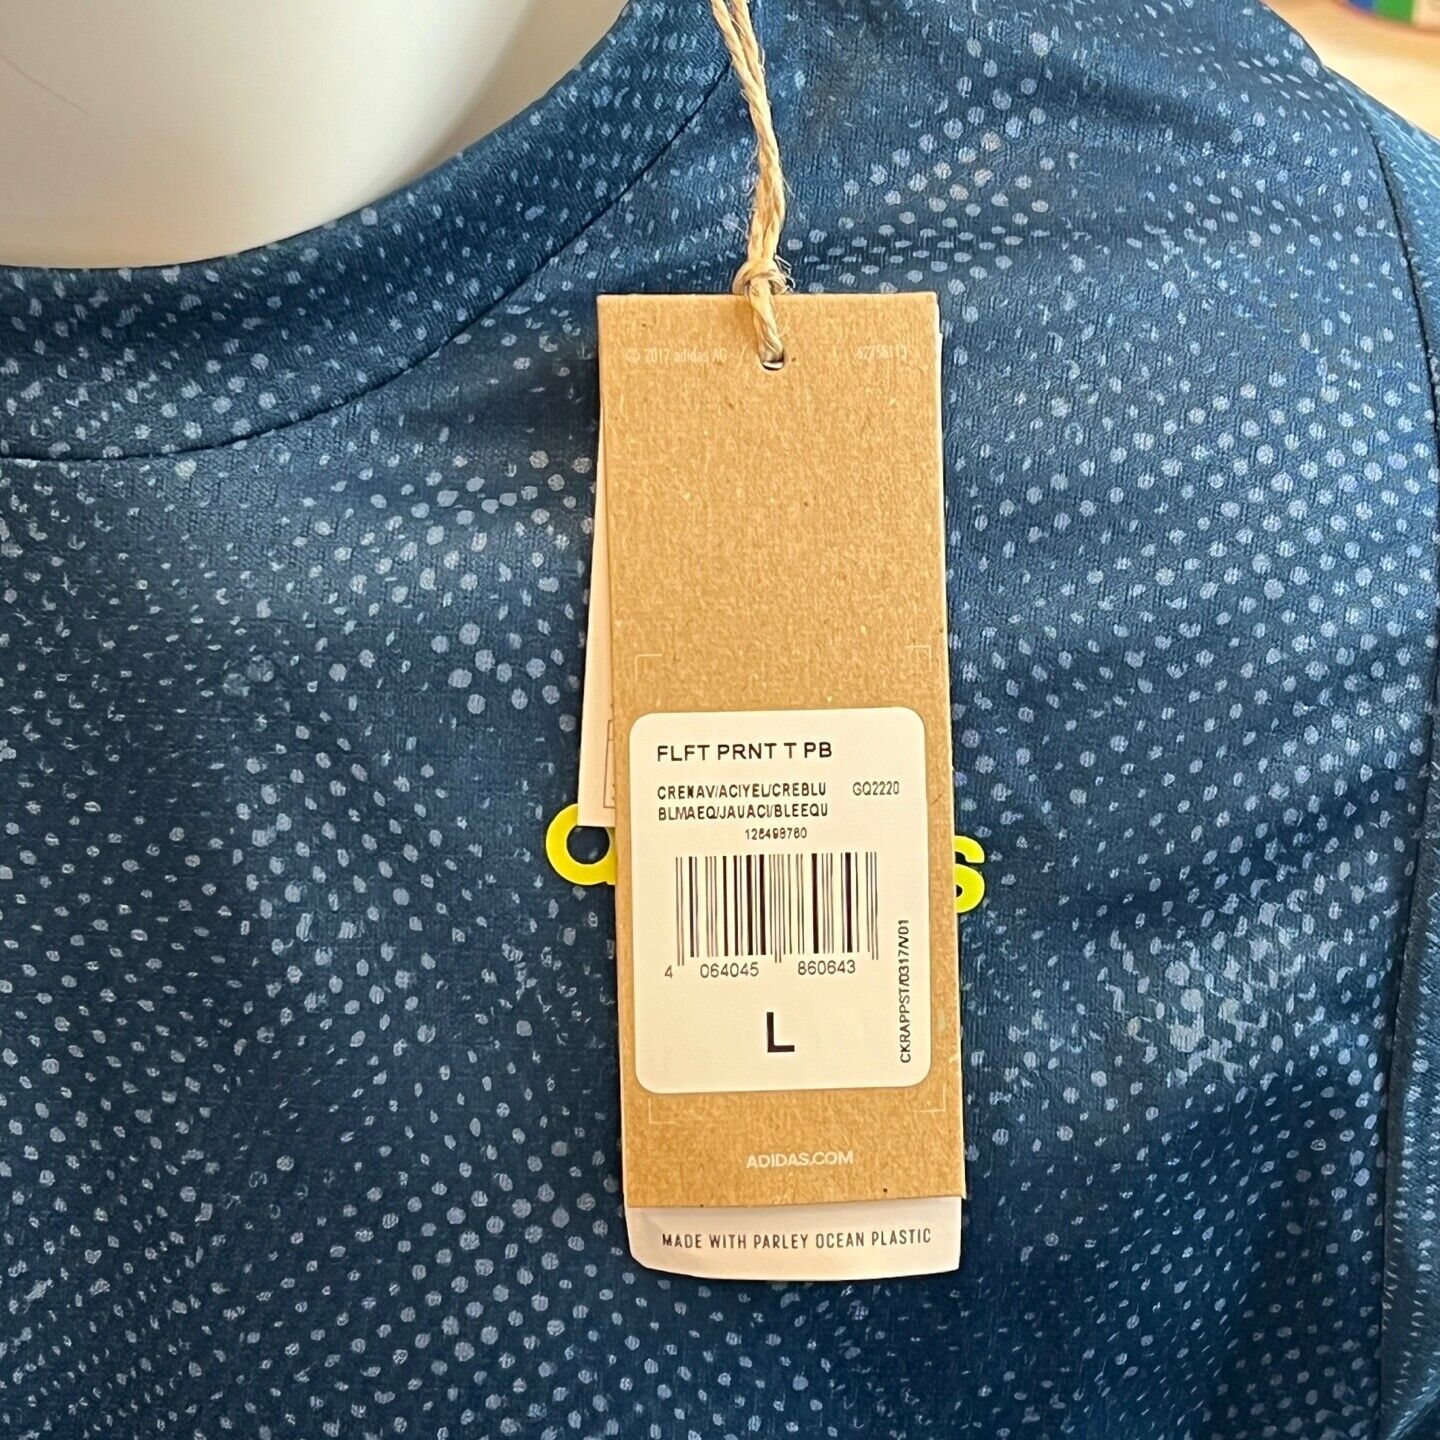 © 2017 adidas AG
FLFT PRNT T PB
CRENAV/ACIYEL/CREBLU GQ2220
BLMAEQ/JAUACI/BLEEQU
126498760
4 064045 860643
L
CKRAPPST/0317/V01
ADIDAS.COM
MADE WITH PARLEY OCEAN PLASTIC